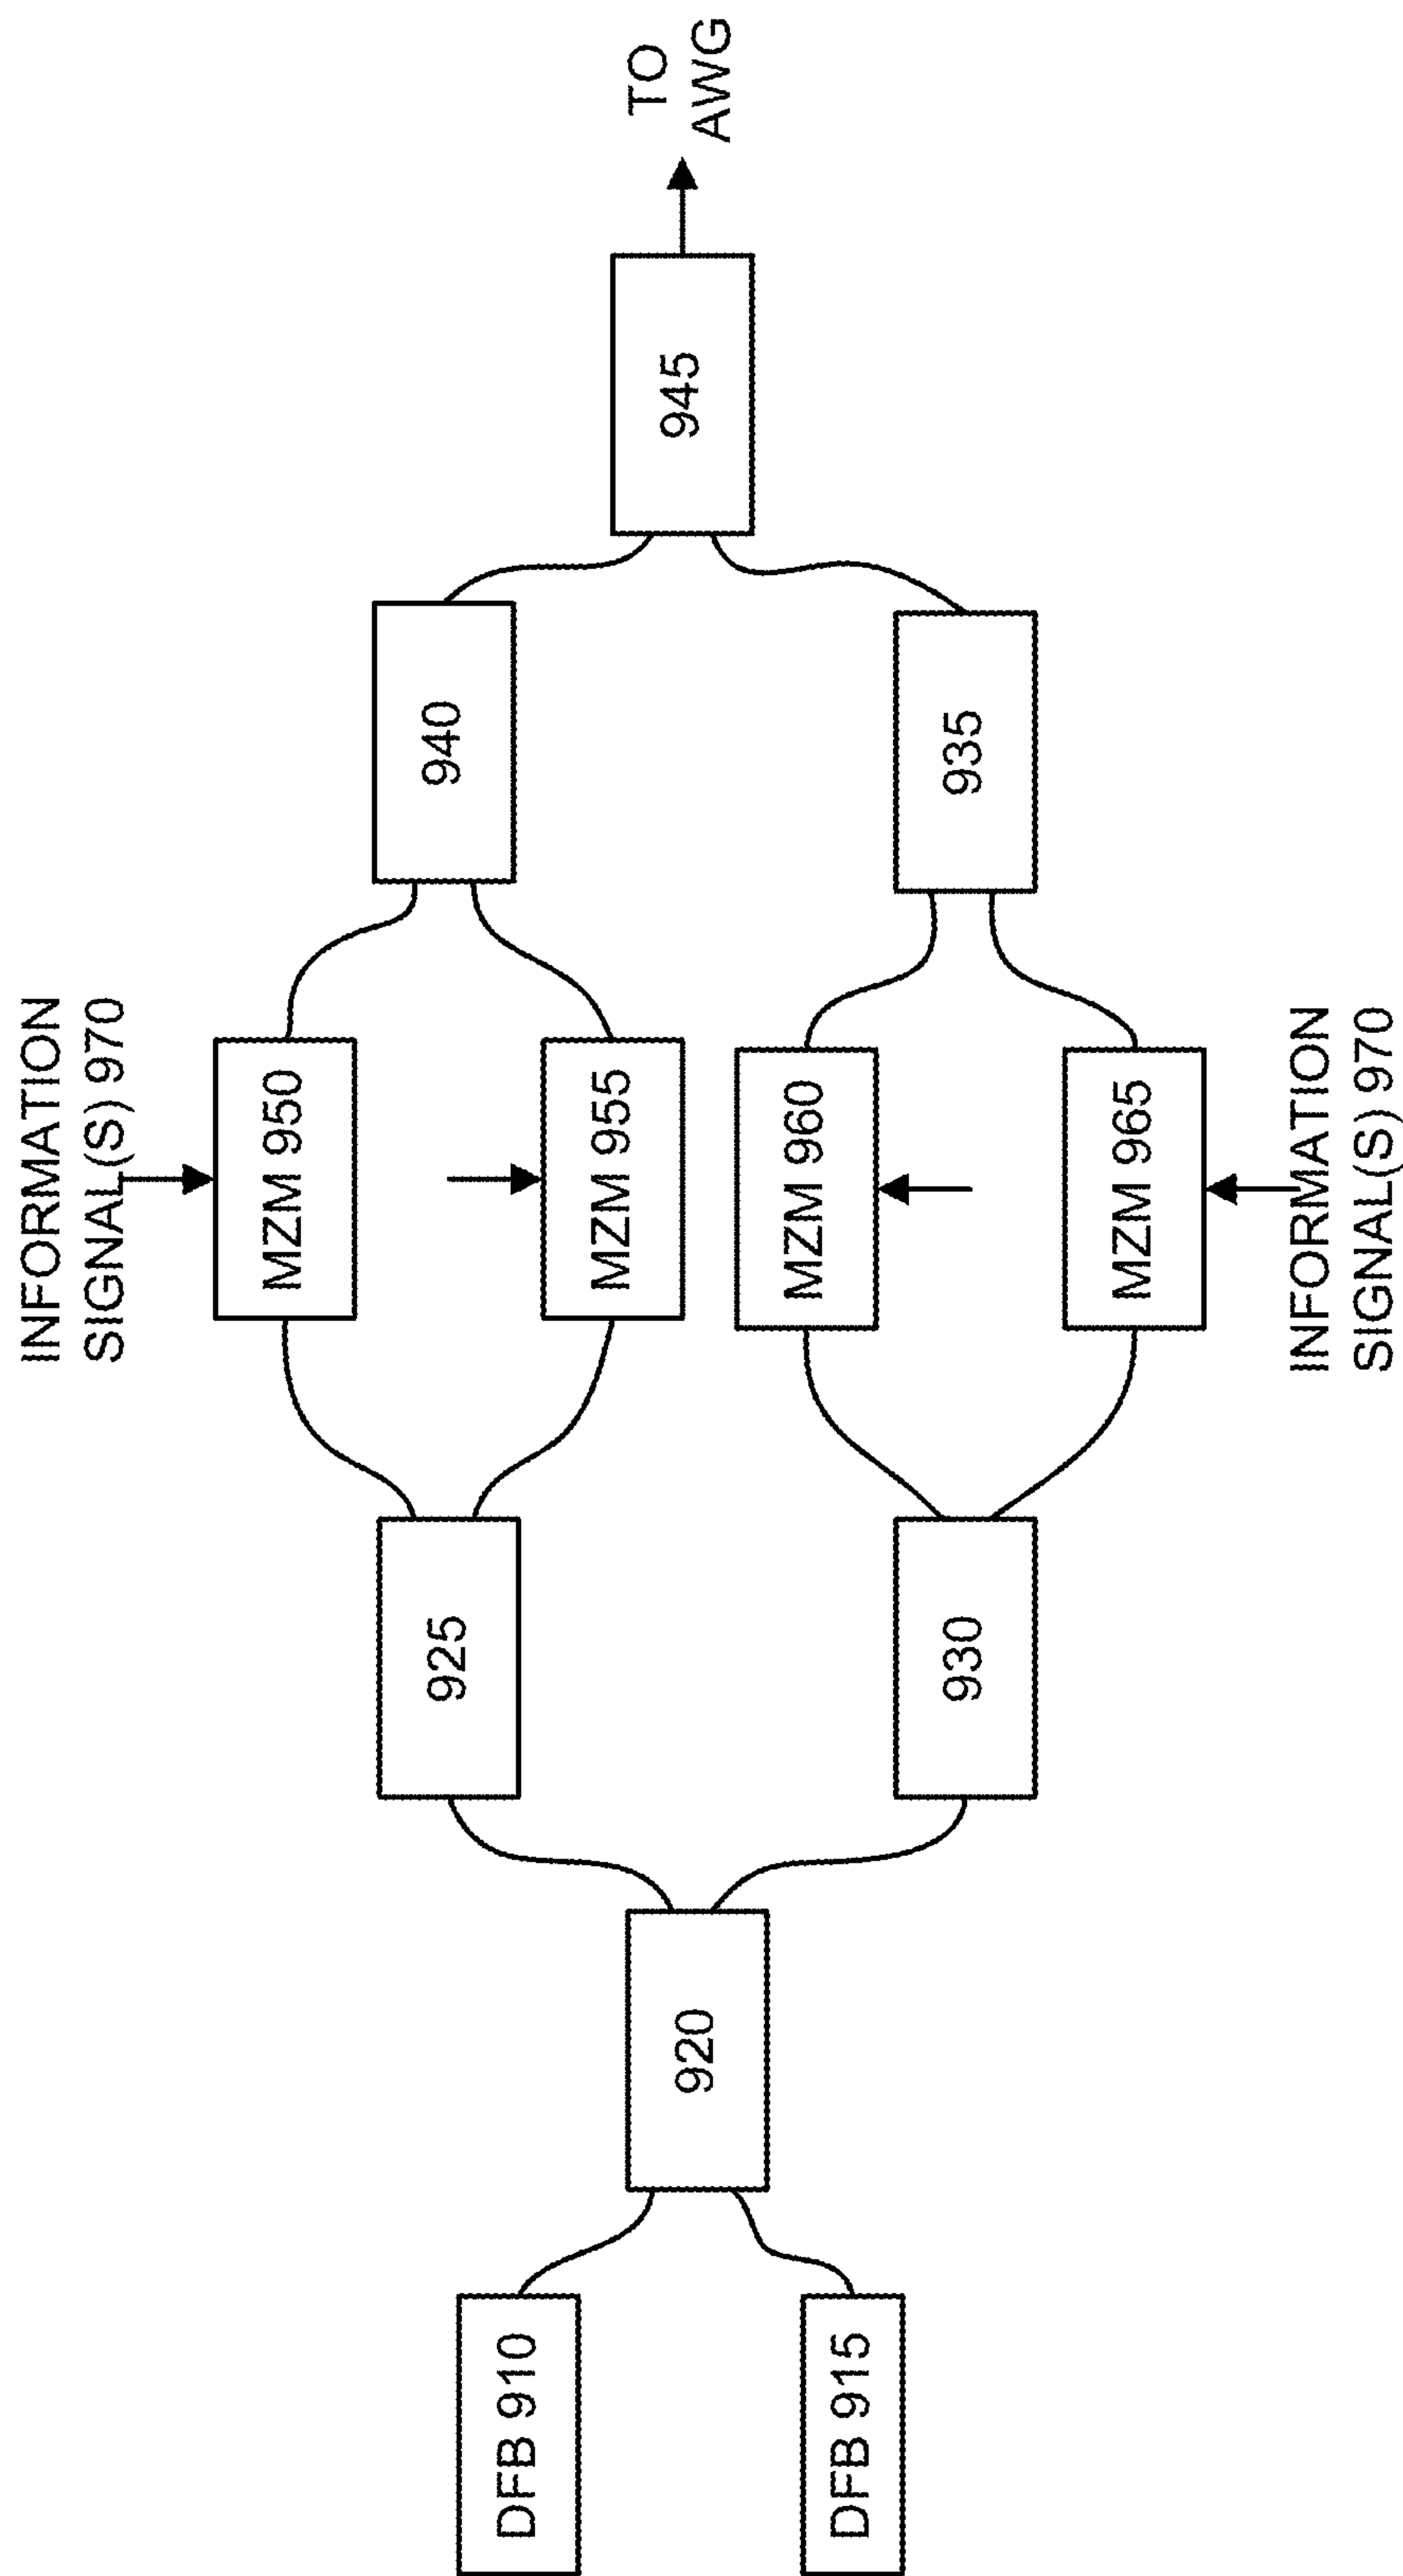 INFORMATION
SIGNAL(S) 970
MZM 950
940
925
MZM 955
DFB 910
920
945
TO
AWG
DFB 915
MZM 960
930
935
MZM 965
INFORMATION
SIGNAL(S) 970